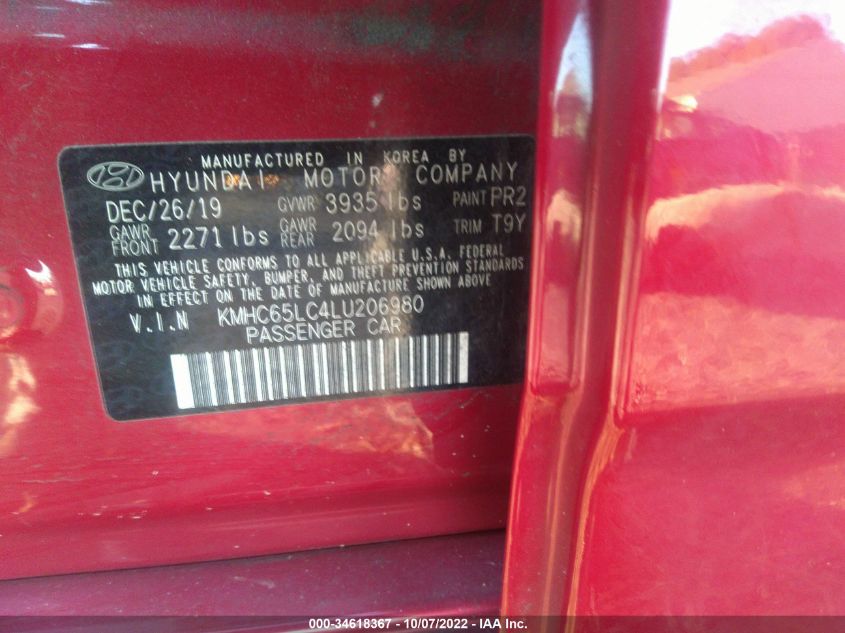 MANUFACTURED IN KOREA BY
HYUNDAI MOTOR COMPANY
DEC/26/19 GVWR 3935 lbs PAINT PR2
GAWR FRONT 2271 lbs GAWR REAR 2094 lbs TRIM T9Y
THIS VEHICLE CONFORMS TO ALL APPLICABLE U.S.A. FEDERAL
MOTOR VEHICLE SAFETY, BUMPER, AND THEFT PREVENTION STANDARDS
IN EFFECT ON THE DATE OF MANUFACTURE SHOWN ABOVE
V.I.N KMHC65LC4LU206980
PASSENGER CAR
000-34618367 - 10/07/2022 - IAA Inc.